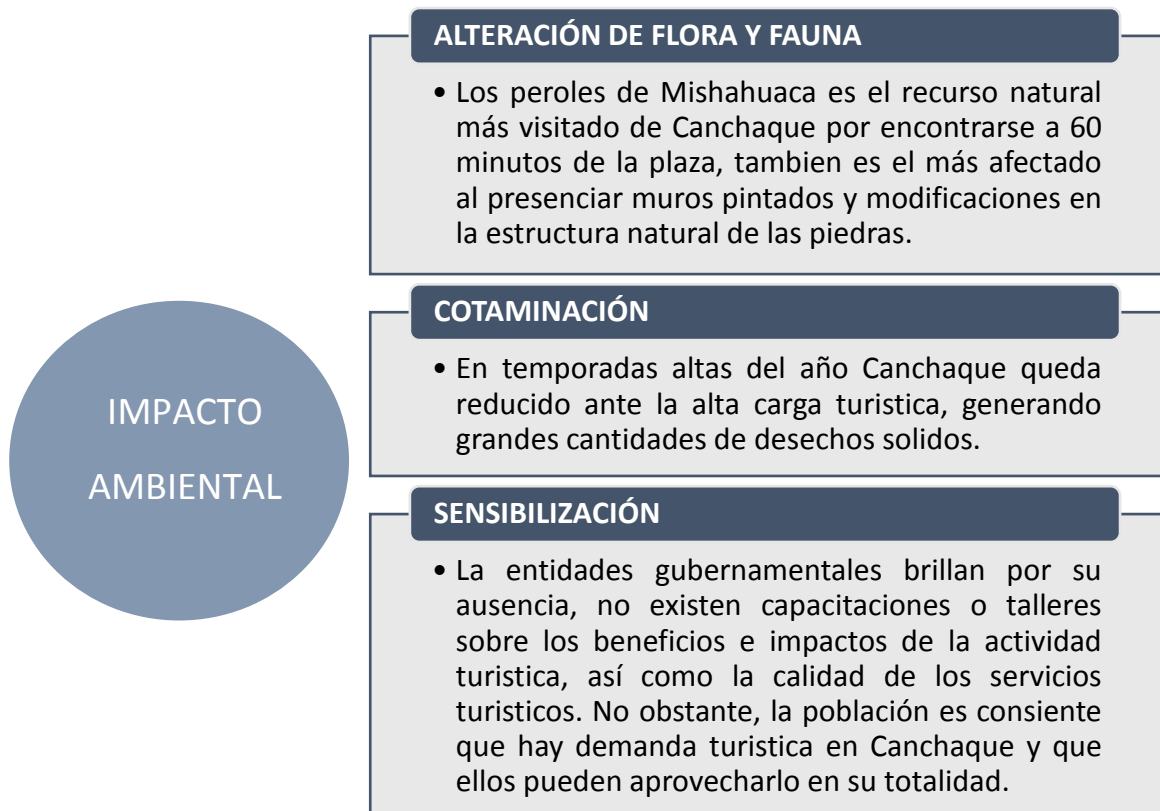 IMPACTO
AMBIENTAL
ALTERACIÓN DE FLORA Y FAUNA
• Los peroles de Mishahuaca es el recurso natural
más visitado de Canchaque por encontrarse a 60
minutos de la plaza, tambien es el más afectado
al presenciar muros pintados y modificaciones en
la estructura natural de las piedras.
COTAMINACIÓN
• En temporadas altas del año Canchaque queda
reducido ante la alta carga turistica, generando
grandes cantidades de desechos solidos.
SENSIBILIZACIÓN
• La entidades gubernamentales brillan por su
ausencia, no existen capacitaciones o talleres
sobre los beneficios e impactos de la actividad
turistica, así como la calidad de los servicios
turisticos. No obstante, la población es consiente
que hay demanda turistica en Canchaque y que
ellos pueden aprovecharlo en su totalidad.